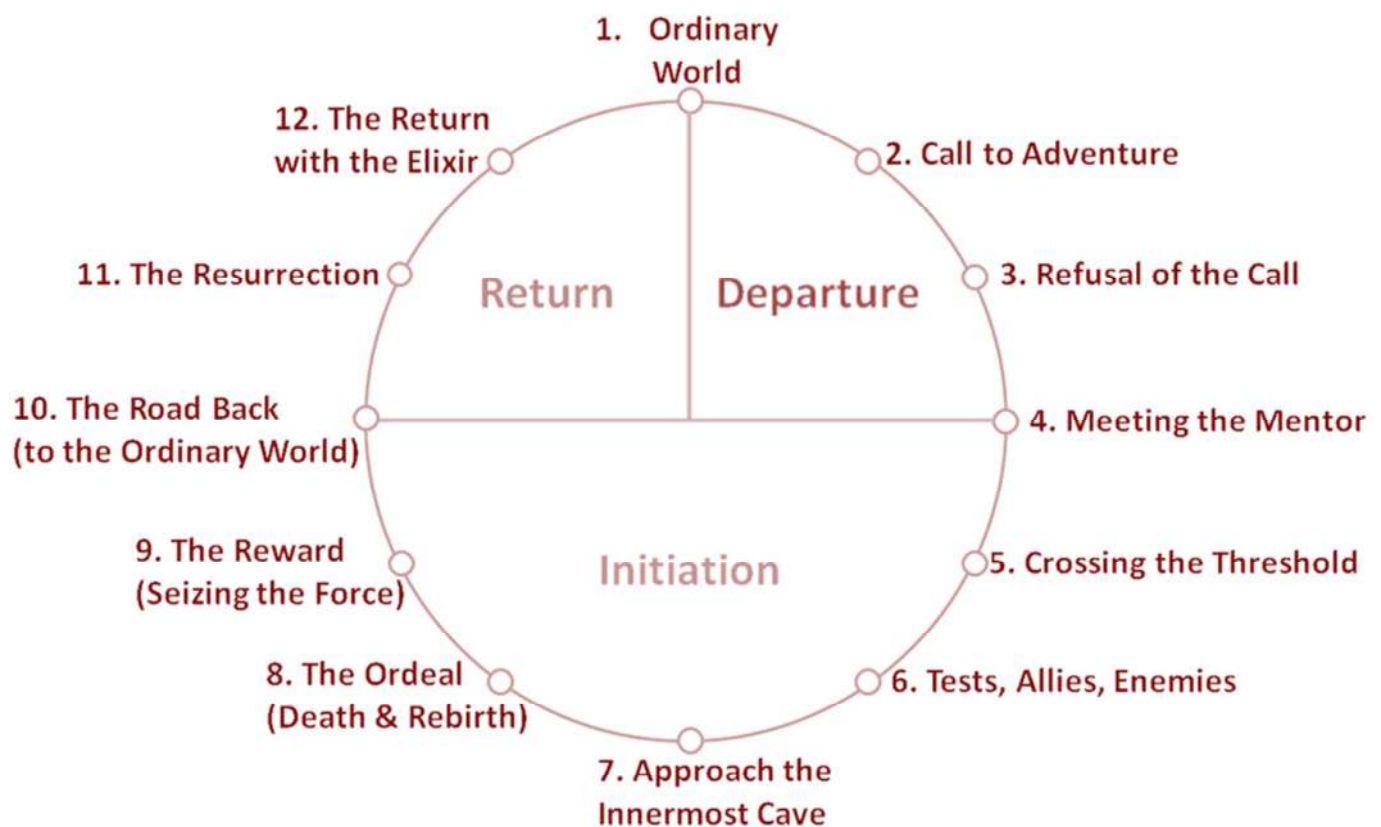 1. Ordinary
World
12. The Return
with the Elixir
2. Call to Adventure
11. The Resurrection
3. Refusal of the Call
Return
Departure
10. The Road Back
(to the Ordinary World)
4. Meeting the Mentor
9. The Reward
(Seizing the Force)
5. Crossing the Threshold
Initiation
8. The Ordeal
(Death & Rebirth)
6. Tests, Allies, Enemies
7. Approach the
Innermost Cave